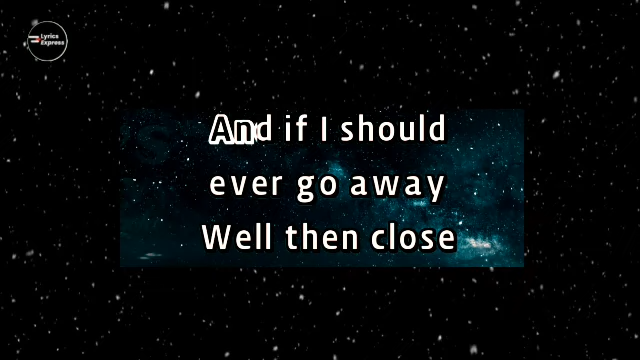 Lyrics
Express
And if I should
ever go away
Well then close